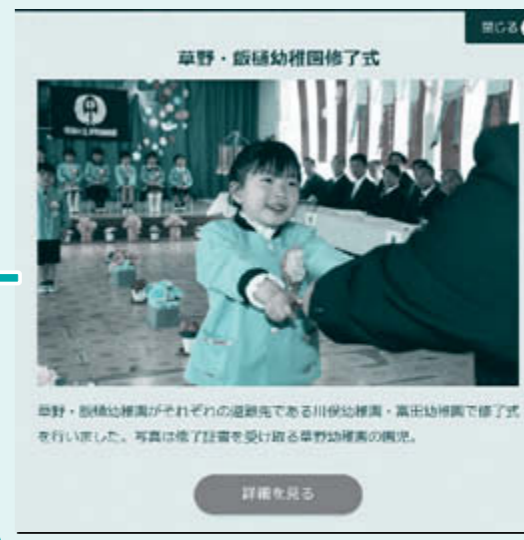 閉じる
草野・飯樋幼稚園修了式
草野・飯樋幼稚園がそれぞれの避難先である川俣幼稚園・富田幼稚園で修了式
を行いました。写真は修了証書を受け取る草野幼稚園の園児。
詳細を見る